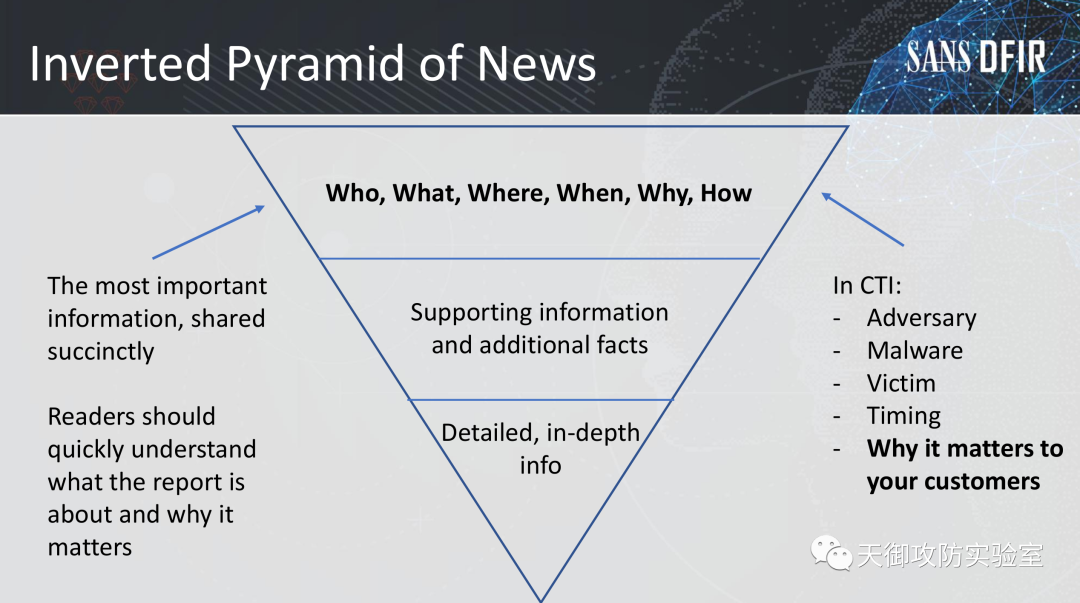 Inverted Pyramid of News
SANS DFIR
Who, What, Where, When, Why, How
The most important
information, shared
succinctly
Readers should
quickly understand
what the report is
about and why it
matters
Supporting information
and additional facts
Detailed, in-depth
info
In CTI:
- Adversary
- Malware
- Victim
- Timing
- Why it matters to
your customers
天御攻防实验室